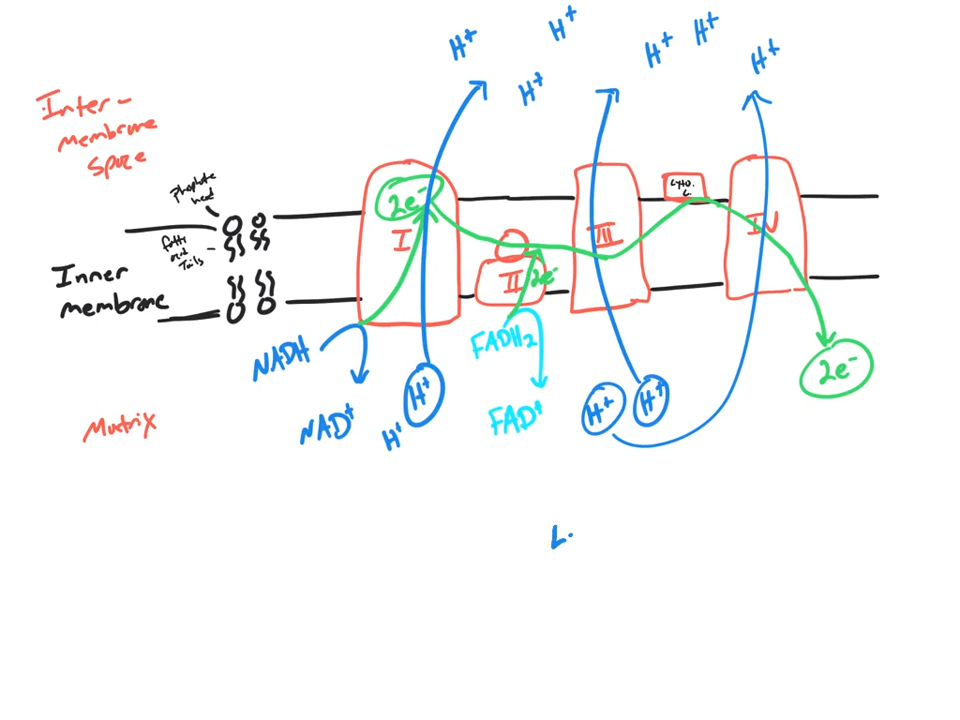 H+
H+
H+
H+
H+
H+
Inter-
membrane
space
Phosphate
head
fatty
acid
Tails
Inner
membrane
Matrix
2e-
I
II
2e-
III
cyto.
c.
IV
NADH
NAD+
H+
H+
FADH2
FAD+
H+
H+
2e-
L.